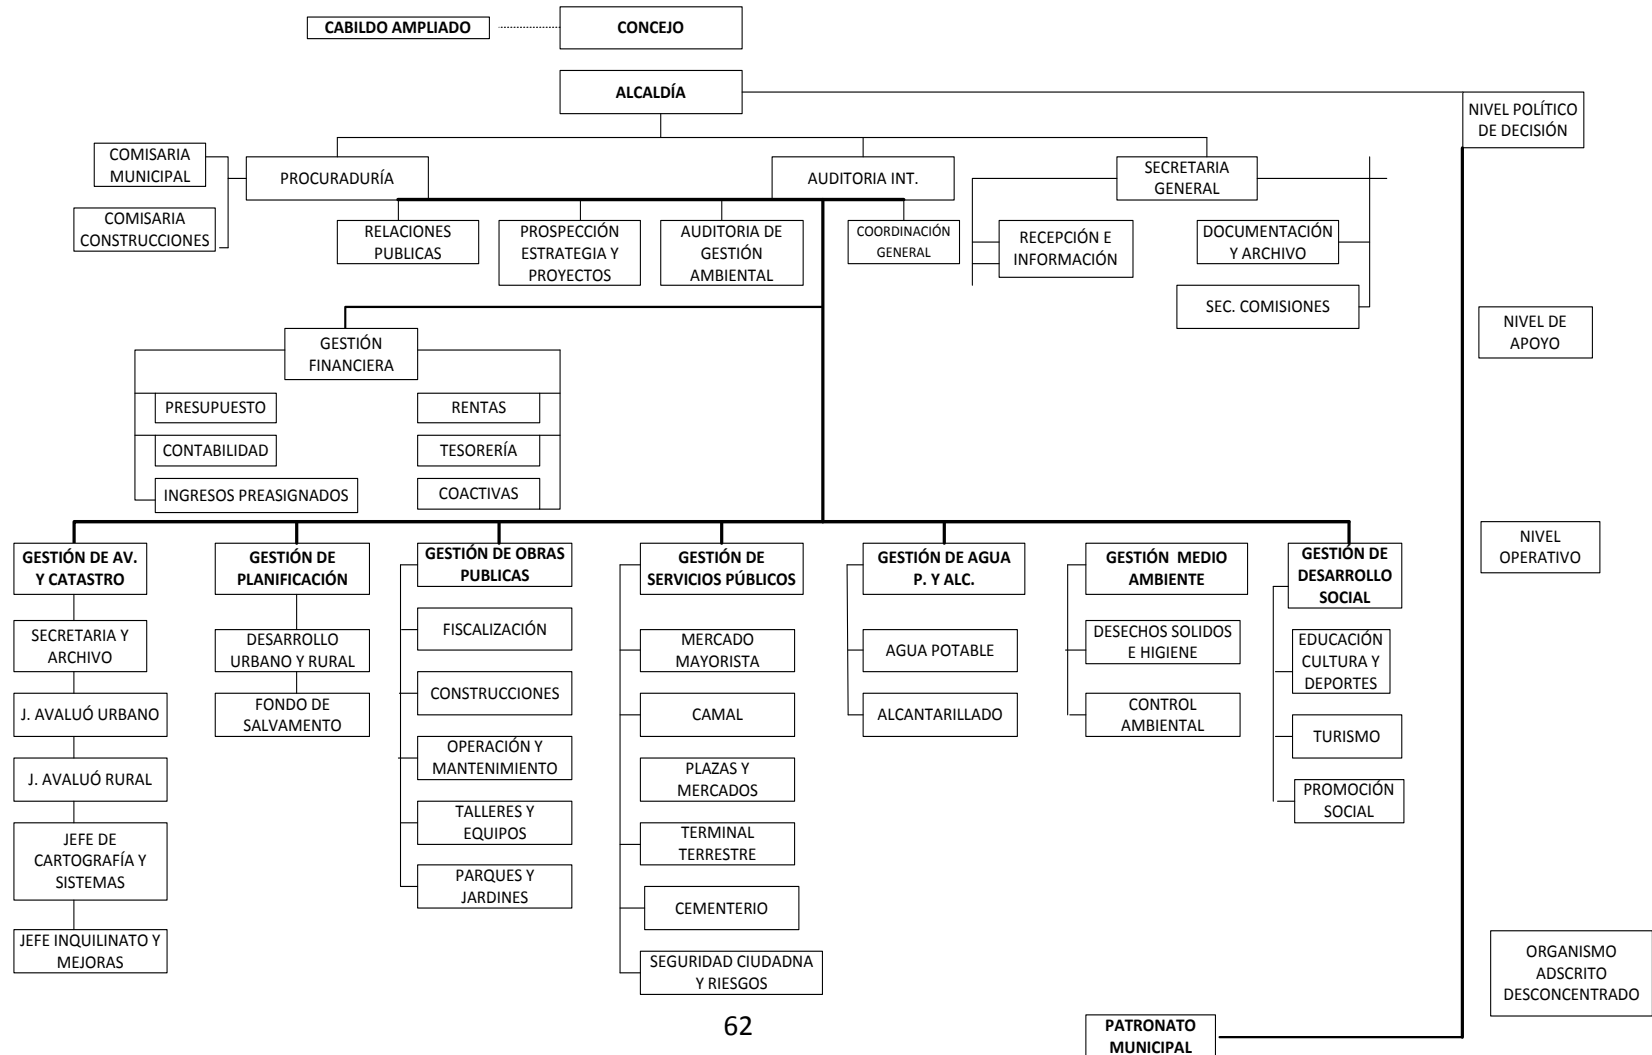 CABILDO AMPLIADO
CONCEJO
ALCALDÍA
NIVEL POLÍTICO
DE DECISIÓN
COMISARIA
MUNICIPAL
PROCURADURÍA
AUDITORIA INT.
SECRETARIA
GENERAL
COMISARIA
CONSTRUCCIONES
RELACIONES
PUBLICAS
PROSPECCIÓN
ESTRATEGIA Y
PROYECTOS
AUDITORIA DE
GESTIÓN
AMBIENTAL
COORDINACIÓN
GENERAL
RECEPCIÓN E
INFORMACIÓN
DOCUMENTACIÓN
Y ARCHIVO
SEC. COMISIONES
NIVEL DE
APOYO
GESTIÓN
FINANCIERA
PRESUPUESTO
RENTAS
CONTABILIDAD
TESORERÍA
INGRESOS PREASIGNADOS
COACTIVAS
NIVEL
OPERATIVO
GESTIÓN DE AV.
Y CATASTRO
SECRETARIA Y
ARCHIVO
J. AVALUÓ URBANO
J. AVALUÓ RURAL
JEFE DE
CARTOGRAFÍA Y
SISTEMAS
JEFE INQUILINATO Y
MEJORAS
GESTIÓN DE
PLANIFICACIÓN
DESARROLLO
URBANO Y RURAL
FONDO DE
SALVAMENTO
GESTIÓN DE OBRAS
PUBLICAS
FISCALIZACIÓN
CONSTRUCCIONES
OPERACIÓN Y
MANTENIMIENTO
TALLERES Y
EQUIPOS
PARQUES Y
JARDINES
GESTIÓN DE
SERVICIOS PÚBLICOS
MERCADO
MAYORISTA
CAMAL
PLAZAS Y
MERCADOS
TERMINAL
TERRESTRE
CEMENTERIO
SEGURIDAD CIUDADNA
Y RIESGOS
GESTIÓN DE AGUA
P. Y ALC.
AGUA POTABLE
ALCANTARILLADO
GESTIÓN MEDIO
AMBIENTE
DESECHOS SOLIDOS
E HIGIENE
CONTROL
AMBIENTAL
GESTIÓN DE
DESARROLLO
SOCIAL
EDUCACIÓN
CULTURA Y
DEPORTES
TURISMO
PROMOCIÓN
SOCIAL
ORGANISMO
ADSCRITO
DESCONCENTRADO
PATRONATO
MUNICIPAL
62